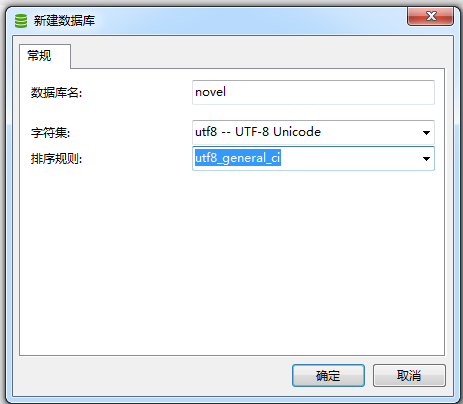 新建数据库
常规
数据库名:
novel
字符集:
utf8 -- UTF-8 Unicode
排序规则:
utf8_general_ci
确定
取消